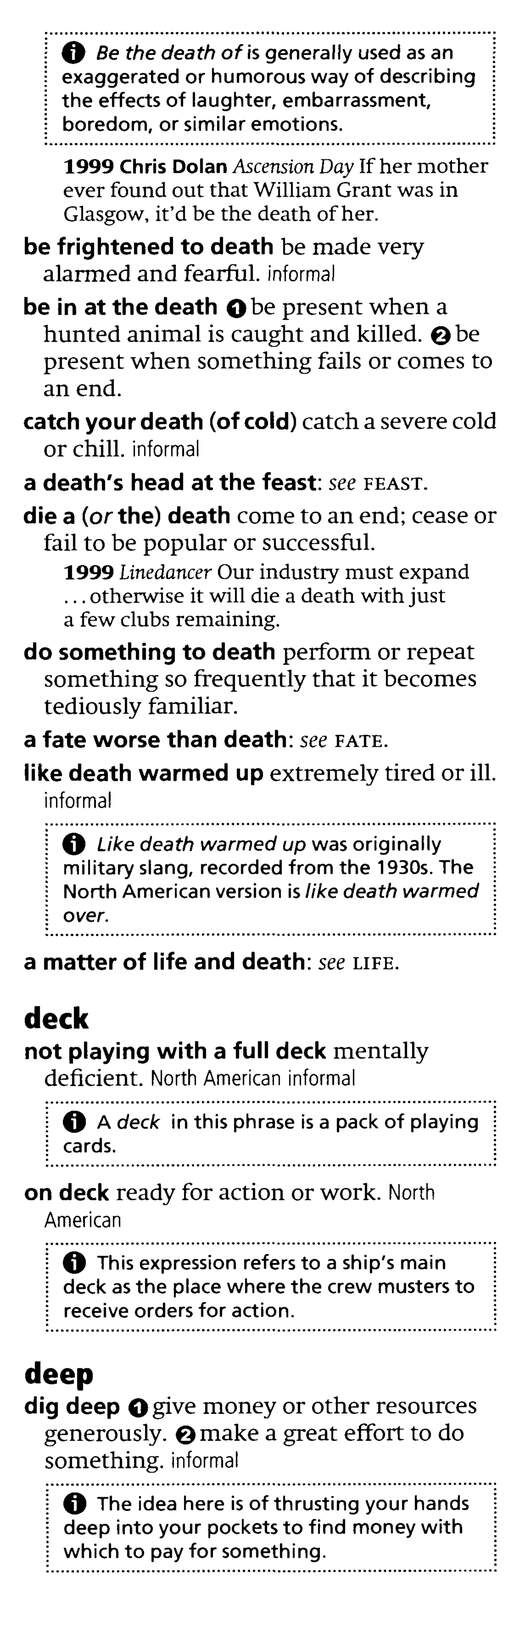 ℹ Be the death of is generally used as an
exaggerated or humorous way of describing
the effects of laughter, embarrassment,
boredom, or similar emotions.
1999 Chris Dolan Ascension Day If her mother
ever found out that William Grant was in
Glasgow, it'd be the death of her.
be frightened to death be made very
alarmed and fearful. informal
be in at the death ❶ be present when a
hunted animal is caught and killed. ❷ be
present when something fails or comes to
an end.
catch your death (of cold) catch a severe cold
or chill. informal
a death's head at the feast: see FEAST.
die a (or the) death come to an end; cease or
fail to be popular or successful.
1999 Linedancer Our industry must expand
... otherwise it will die a death with just
a few clubs remaining.
do something to death perform or repeat
something so frequently that it becomes
tediously familiar.
a fate worse than death: see FATE.
like death warmed up extremely tired or ill.
informal
ℹ Like death warmed up was originally
military slang, recorded from the 1930s. The
North American version is like death warmed
over.
a matter of life and death: see LIFE.
deck
not playing with a full deck mentally
deficient. North American informal
ℹ A deck in this phrase is a pack of playing
cards.
on deck ready for action or work. North
American
ℹ This expression refers to a ship's main
deck as the place where the crew musters to
receive orders for action.
deep
dig deep ❶ give money or other resources
generously. ❷ make a great effort to do
something. informal
ℹ The idea here is of thrusting your hands
deep into your pockets to find money with
which to pay for something.